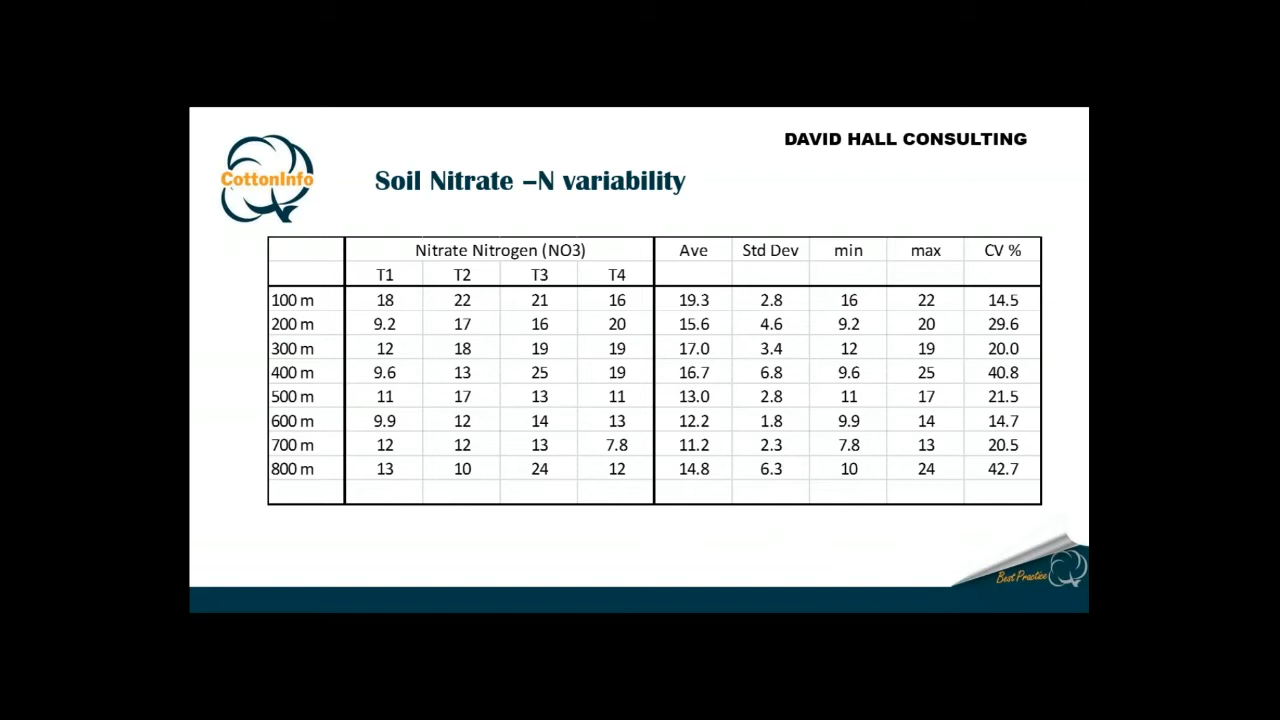 DAVID HALL CONSULTING
CottonInfo
Soil Nitrate –N variability
Nitrate Nitrogen (NO3) Ave Std Dev min max CV %
T1 T2 T3 T4
100 m 18 22 21 16 19.3 2.8 16 22 14.5
200 m 9.2 17 16 20 15.6 4.6 9.2 20 29.6
300 m 12 18 19 19 17.0 3.4 12 19 20.0
400 m 9.6 13 25 19 16.7 6.8 9.6 25 40.8
500 m 11 17 13 11 13.0 2.8 11 17 21.5
600 m 9.9 12 14 13 12.2 1.8 9.9 14 14.7
700 m 12 12 13 7.8 11.2 2.3 7.8 13 20.5
800 m 13 10 24 12 14.8 6.3 10 24 42.7
Best Practice